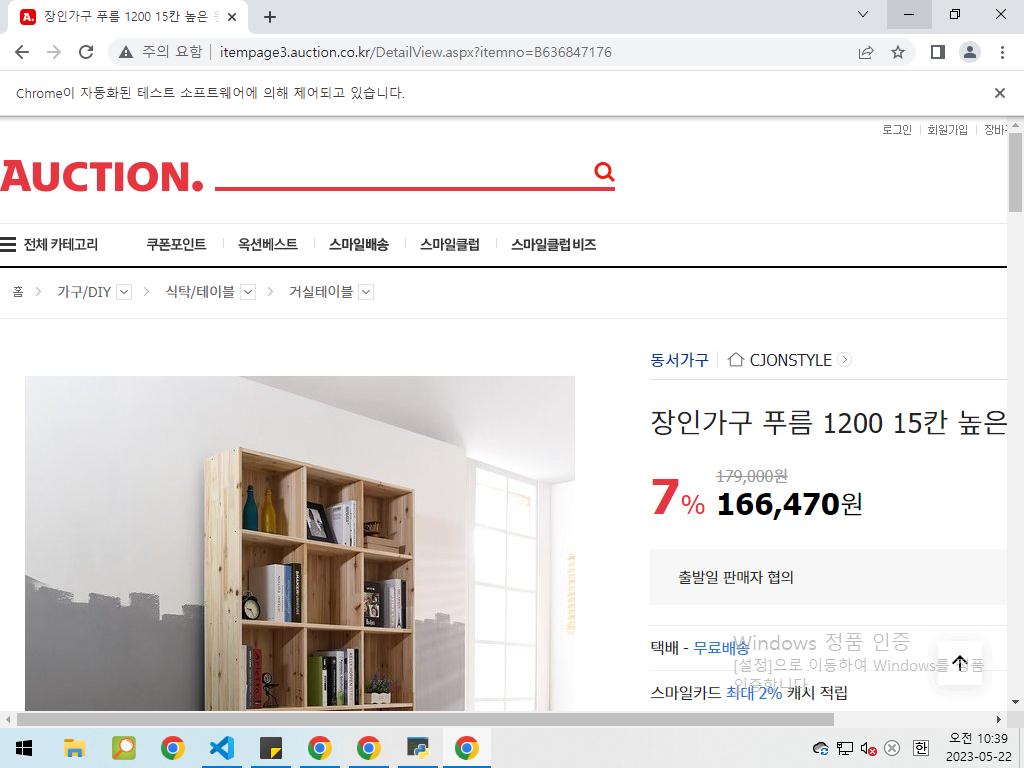 장인가구 푸름 1200 15칸 높은
주의 요함
itempage3.auction.co.kr/DetailView.aspx?itemno=B636847176
Chrome이 자동화된 테스트 소프트웨어에 의해 제어되고 있습니다.
로그인 회원가입 장바
AUCTION.
전체 카테고리 쿠폰포인트 옥션베스트 스마일배송 스마일클럽 스마일클럽 비즈
홈 가구/DIY 식탁/테이블 거실테이블
동서가구 CJONSTYLE
장인가구 푸름 1200 15칸 높은
179,000원
7% 166,470원
출발일 판매자 협의
택배 - 무료배송
Windows 정품 인증
[설정]으로 이동하여 Windows를 정품
인증합니다.
스마일카드 최대 2% 캐시 적립
한
오전 10:39
2023-05-22